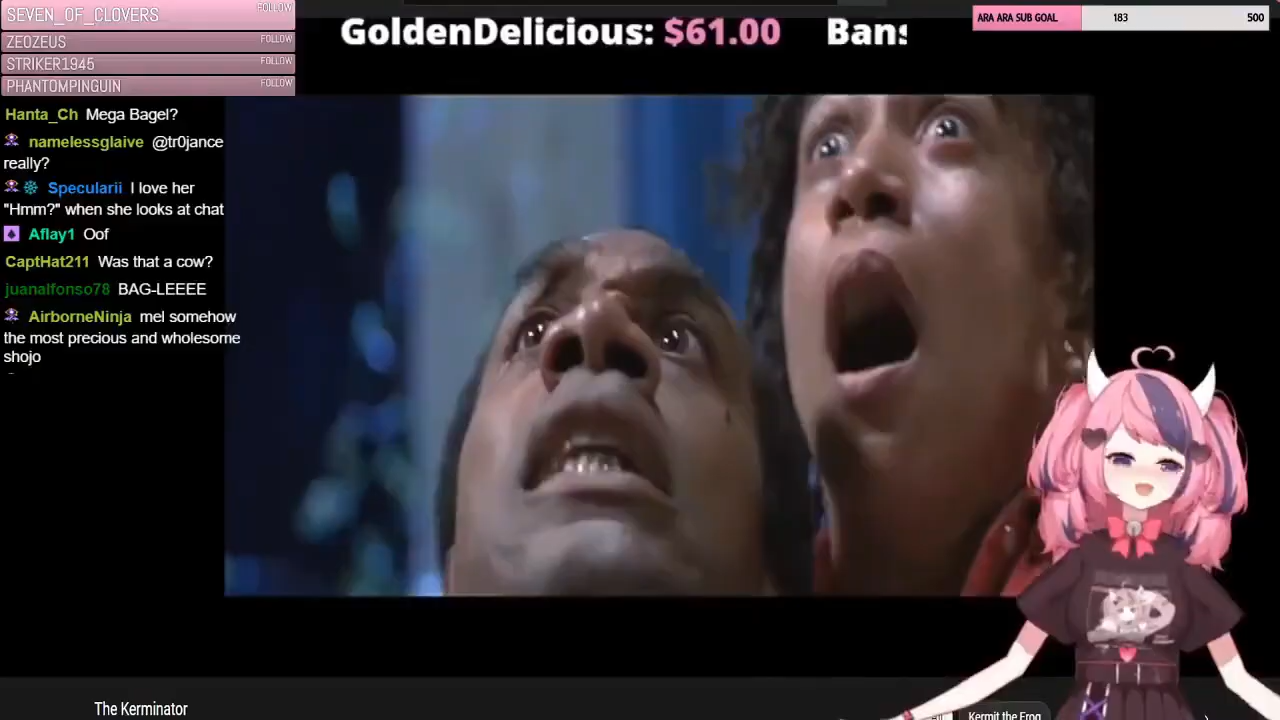 SEVEN_OF_CLOVERS FOLLOW
ZEOZEUS FOLLOW
STRIKER1945 FOLLOW
PHANTOMPINGUIN FOLLOW
GoldenDelicious: $61.00 Bans
ARA ARA SUB GOAL 183 500
Hanta_Ch Mega Bagel?
namelessglaive @tr0jance
really?
Specularii I love her
"Hmm?" when she looks at chat
Aflay1 Oof
CaptHat211 Was that a cow?
juanalfonso78 BAG-LEEEE
AirborneNinja mel somehow
the most precious and wholesome
shojo
The Kerminator
Kermit the Frog